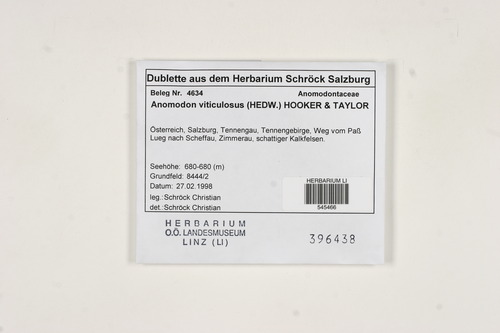 Dublette aus dem Herbarium Schröck Salzburg
Beleg Nr. 4634 Anomodontaceae
Anomodon viticulosus (HEDW.) HOOKER & TAYLOR
Österreich, Salzburg, Tennengau, Tennengebirge, Weg vom Paß
Lueg nach Scheffau, Zimmerau, schattiger Kalkfelsen.
Seehöhe: 680-680 (m)
Grundfeld: 8444/2
Datum: 27.02.1998
leg.:Schröck Christian
det.:Schröck Christian
HERBARIUM LI
545466
HERBARIUM
O.Ö. LANDESMUSEUM
LINZ (LI)
396438